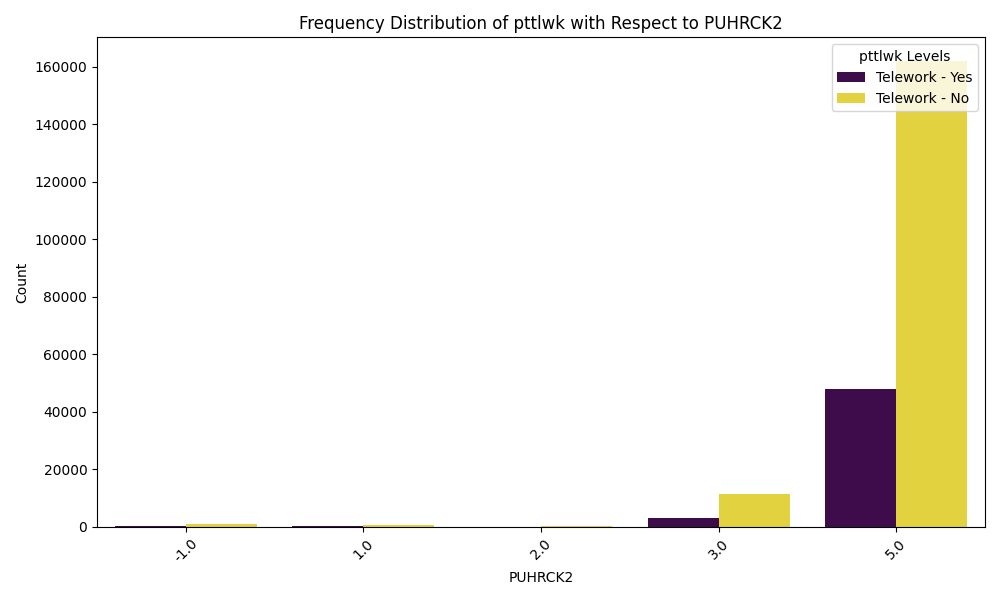 Frequency Distribution of pttlwk with Respect to PUHRCK2
pttlwk Levels
Telework - Yes
Telework - No
160000
140000
120000
100000
80000
60000
40000
20000
0
Count
-1.0
1.0
2.0
3.0
5.0
PUHRCK2